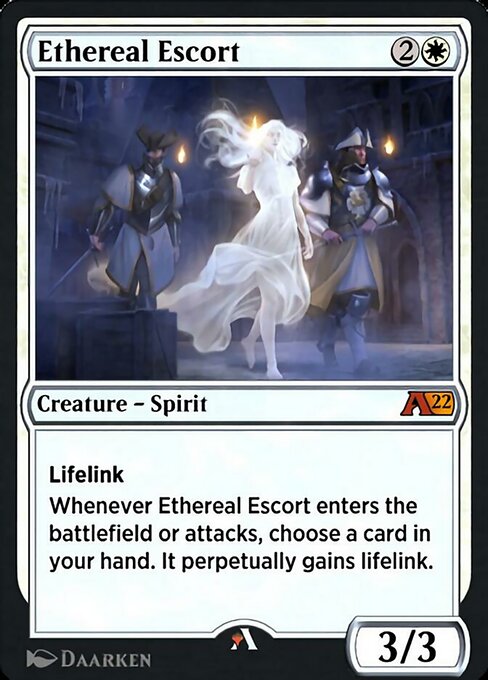 Ethereal Escort 2
Creature – Spirit A22
Lifelink
Whenever Ethereal Escort enters the
battlefield or attacks, choose a card in
your hand. It perpetually gains lifelink.
3/3
DAARKEN